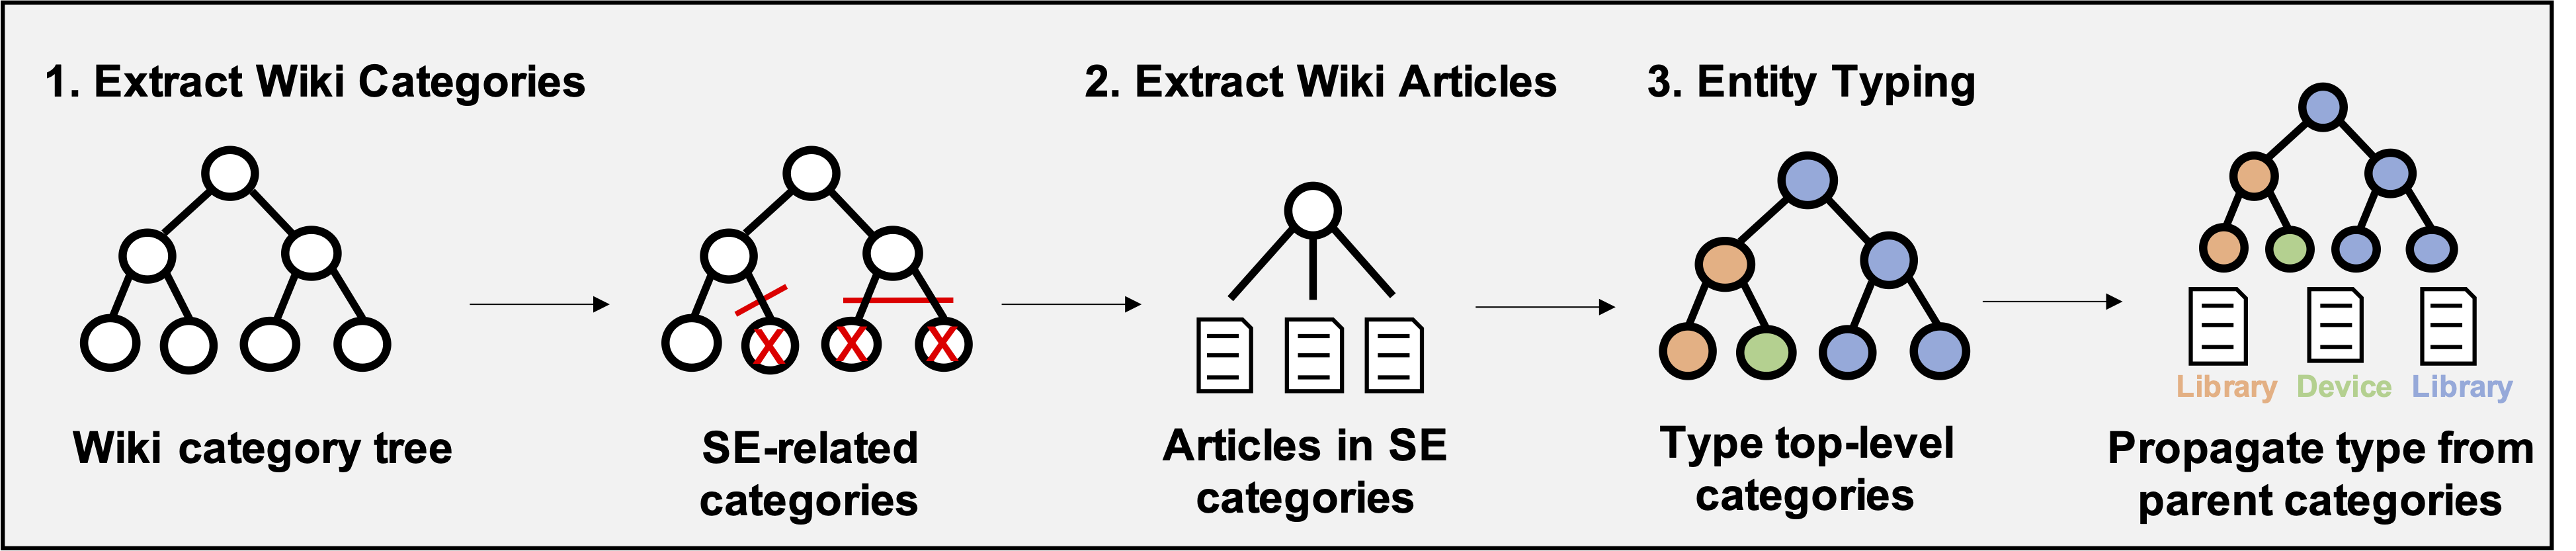 1. Extract Wiki Categories
2. Extract Wiki Articles
3. Entity Typing
Library Device Library
Wiki category tree
SE-related
categories
Articles in SE
categories
Type top-level
categories
Propagate type from
parent categories